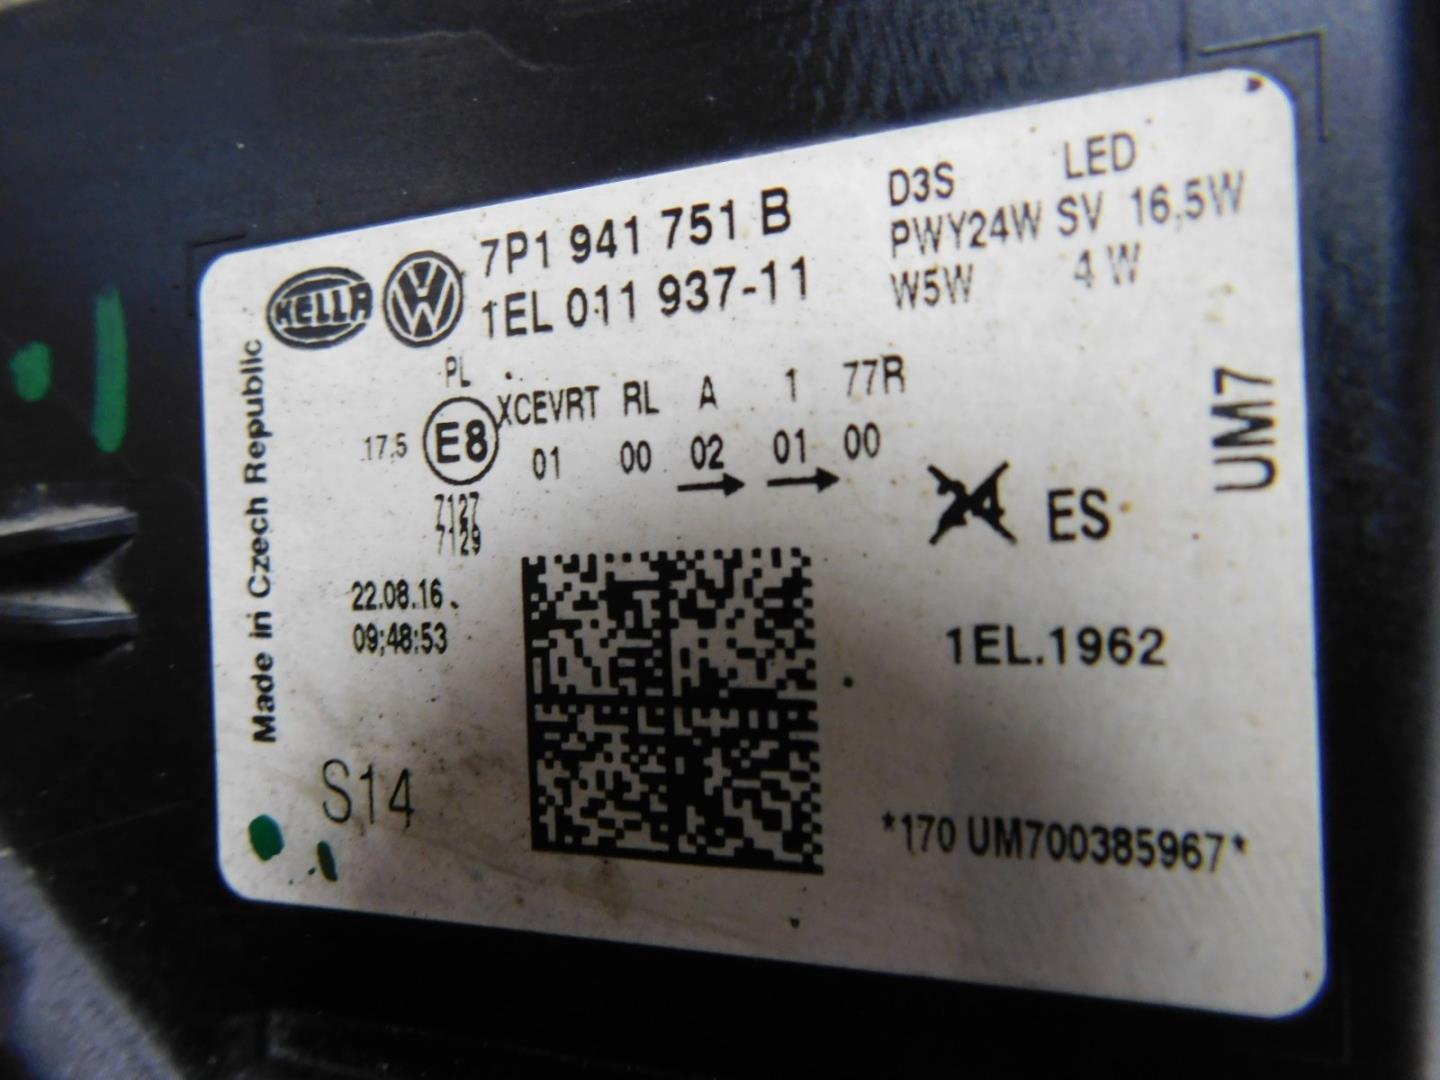 HELLA
7P1 941 751 B
1EL 011 937-11
D3S LED
PWY24W SV 16,5W
W5W 4 W
UM7
Made in Czech Republic
PL
XCEVRT RL A 1 77R
17,5 E8 01 00 02 01 00
7127
7129
24 ES
22.08.16
09:48:53
1EL.1962
S14
*170 UM700385967*